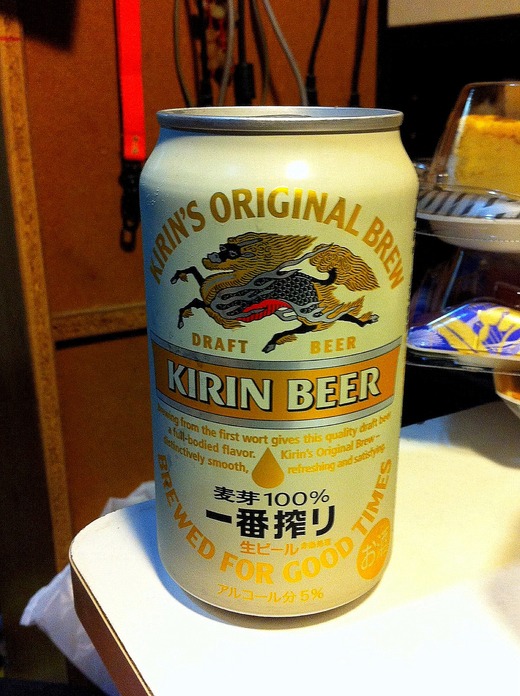 KIRIN'S ORIGINAL BREW
DRAFT BEER
KIRIN BEER
from the first wort gives this quality draft beer
a full-bodied flavor. Kirin's Original Brew–
distinctively smooth, refreshing and satisfying.
麦芽100%
一番搾り
生ビール
お酒
BREWED FOR GOOD TIMES
アルコール分5%